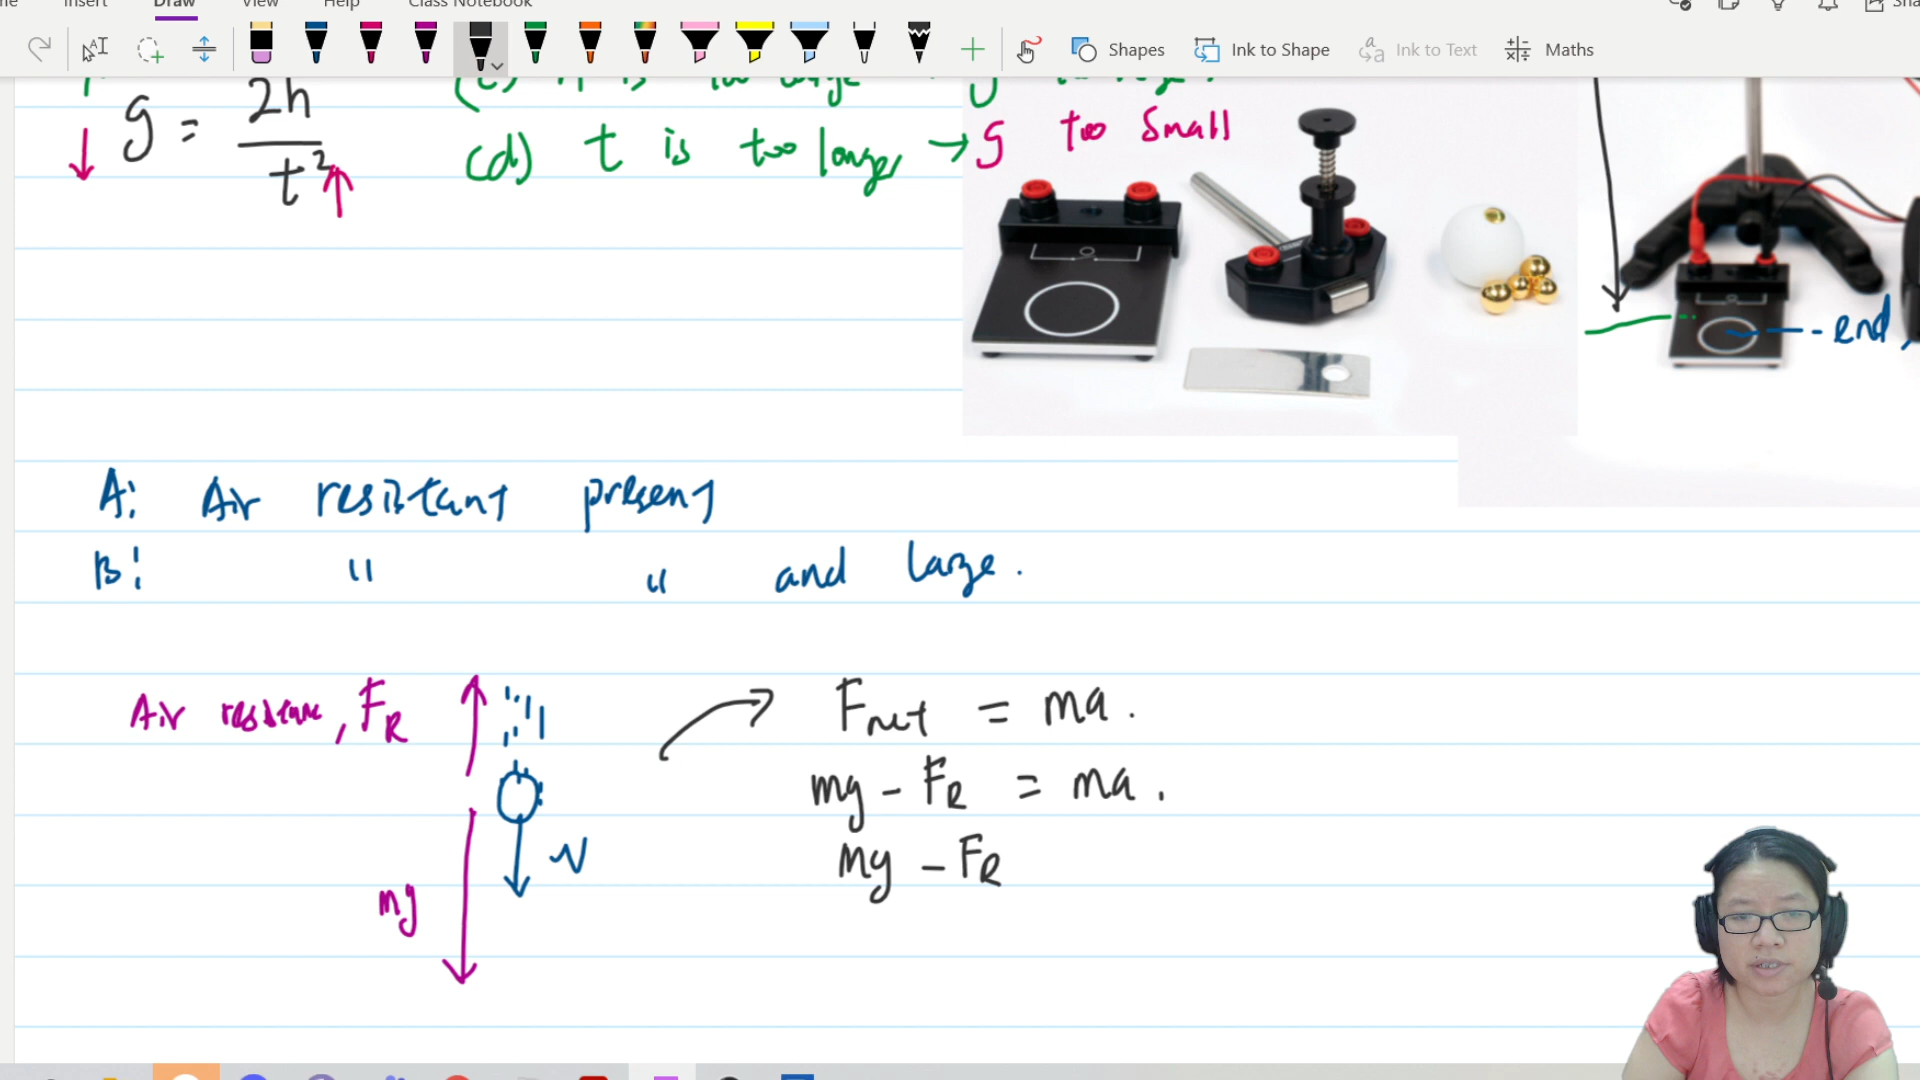 Insert Draw View Help Class Notebook
Shapes Ink to Shape Ink to Text Maths
g = 2h / t²
(d) t is too large, → g too small
end,
A: Air resistant present
B: " " and large.
Air resistance, FR
Fnet = ma.
mg - FR = ma.
mg - FR
v
mg